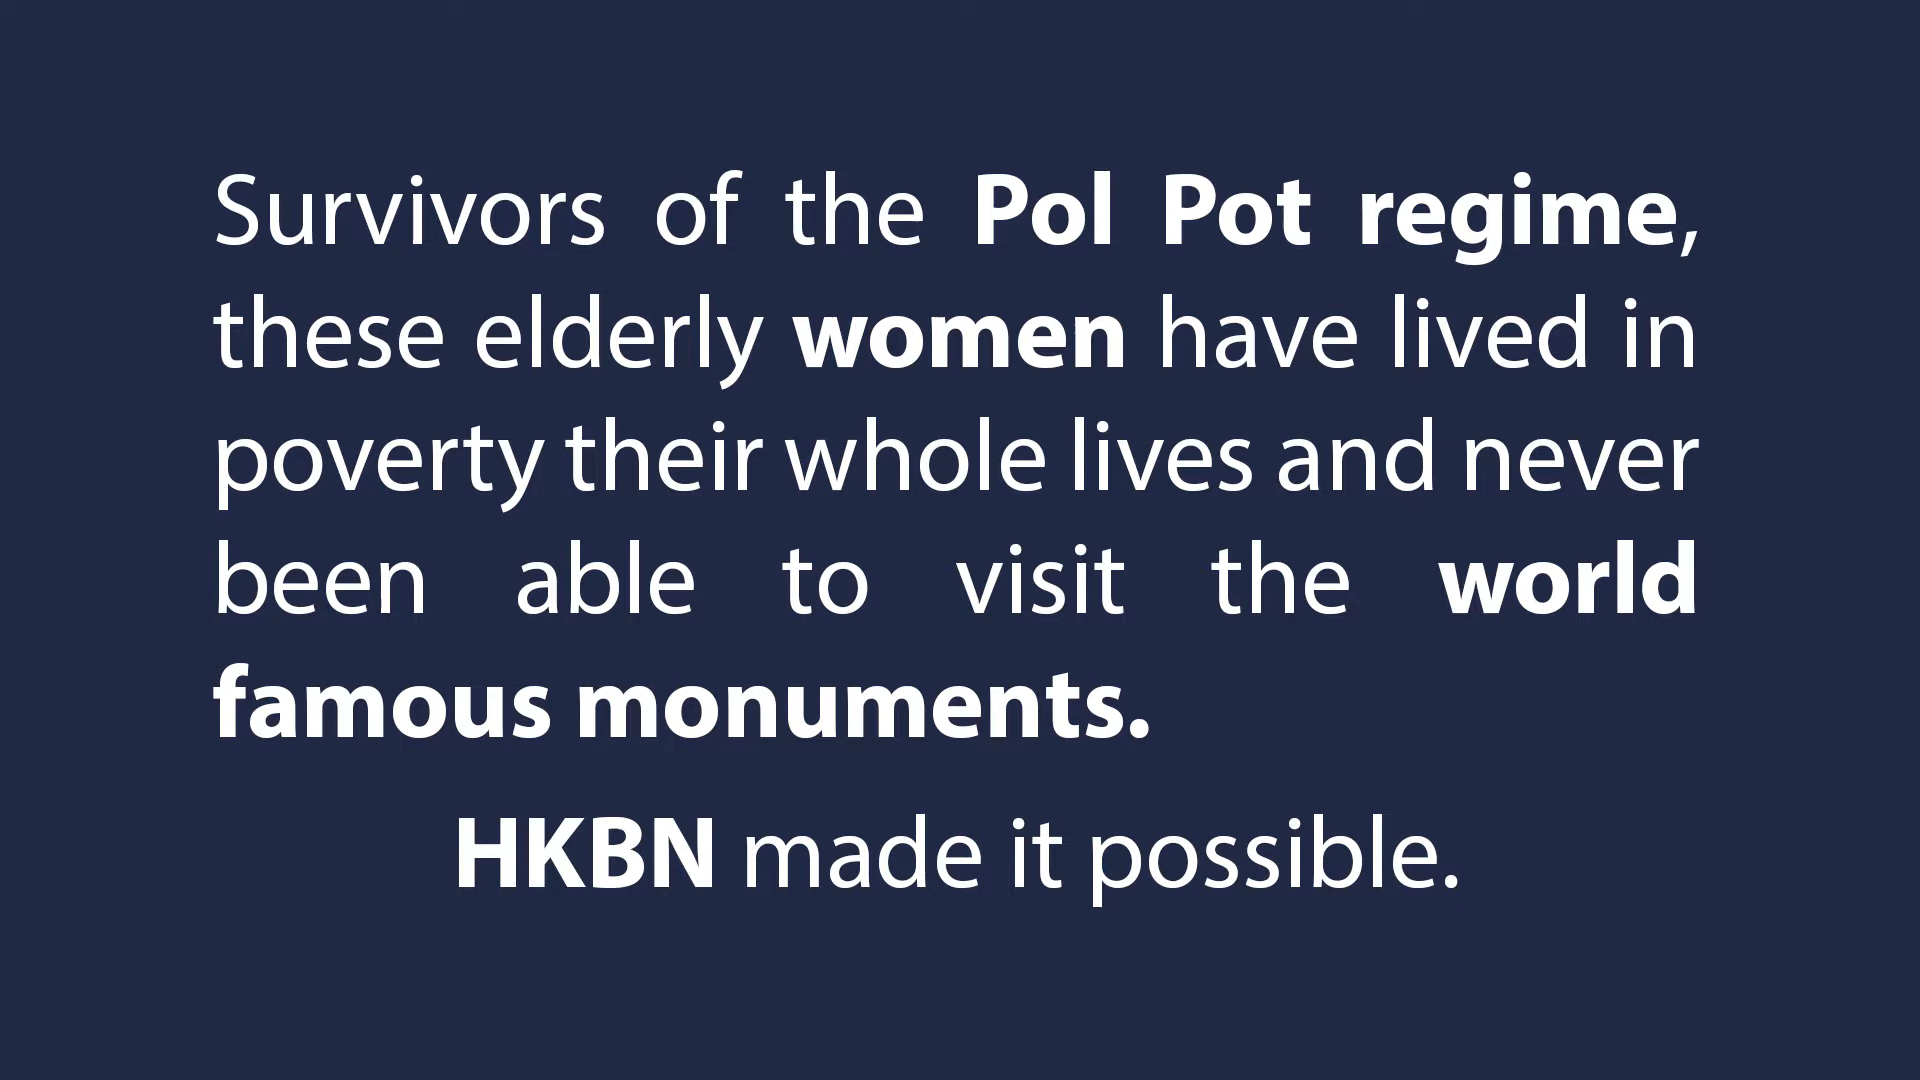 Survivors of the Pol Pot regime,
these elderly women have lived in
poverty their whole lives and never
been able to visit the world
famous monuments.
HKBN made it possible.